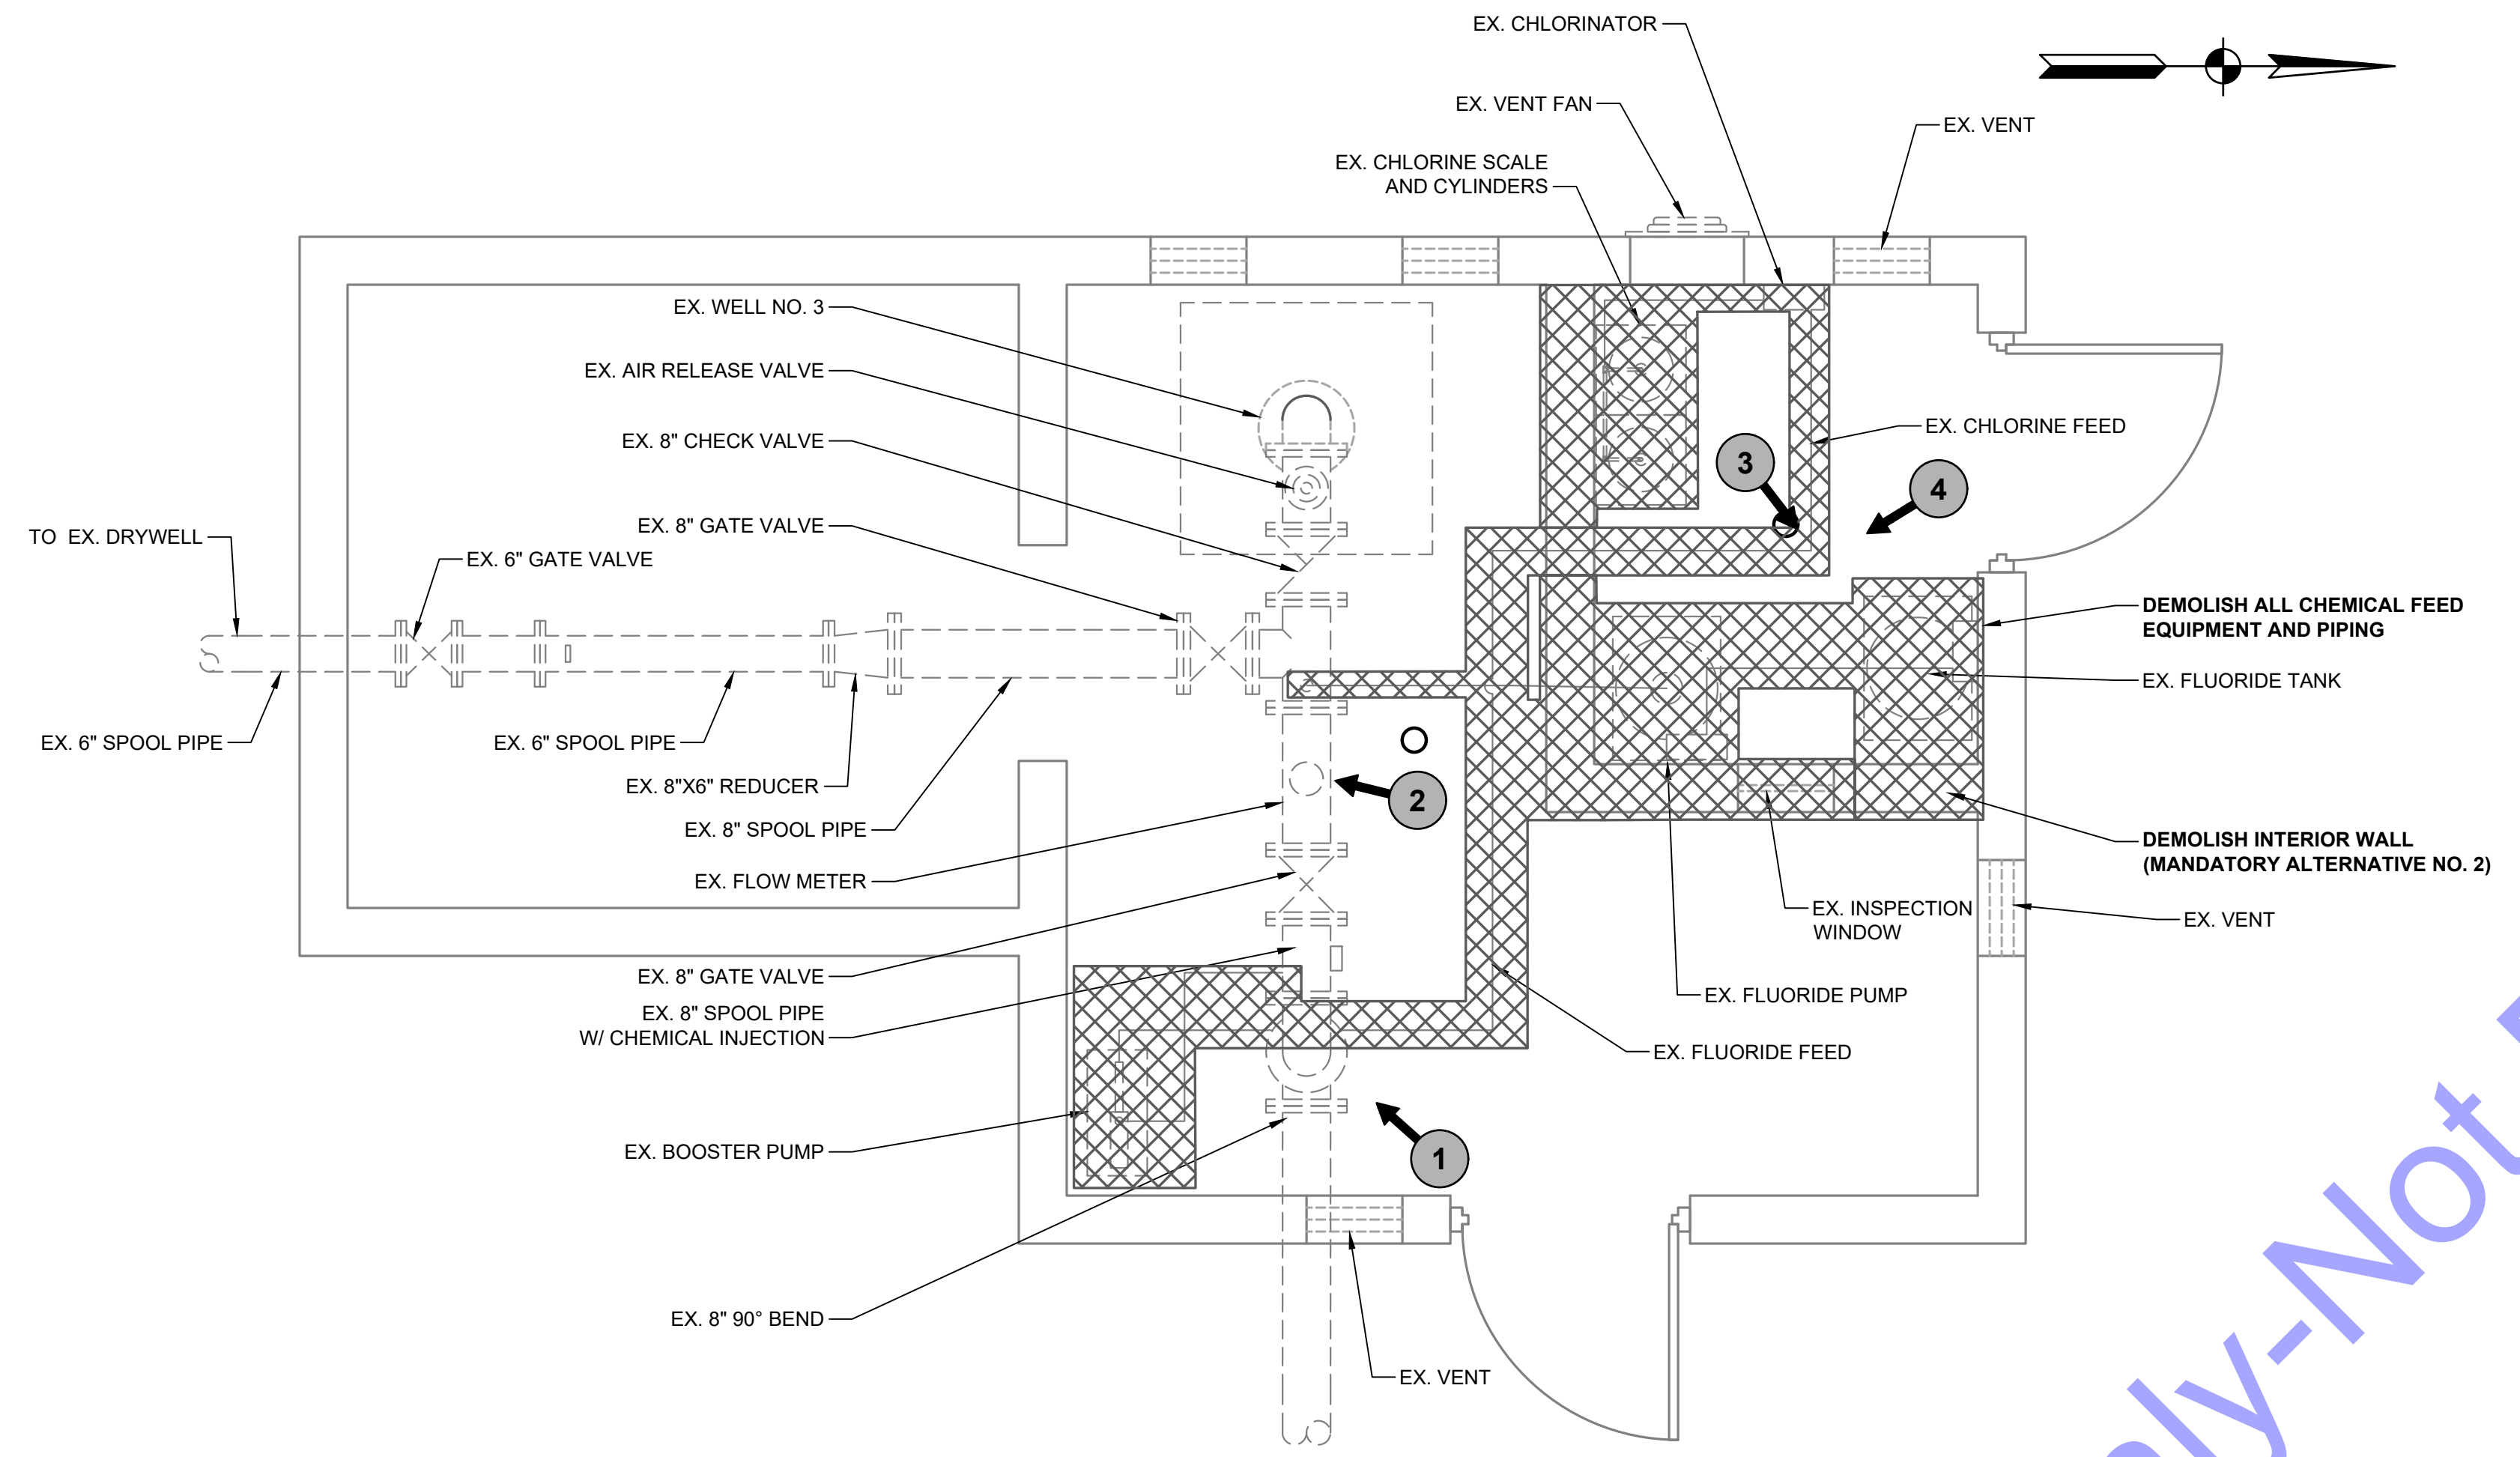 EX. CHLORINATOR
EX. VENT FAN
EX. VENT
EX. CHLORINE SCALE
AND CYLINDERS
EX. WELL NO. 3
EX. AIR RELEASE VALVE
EX. 8" CHECK VALVE
EX. CHLORINE FEED
3
4
EX. 8" GATE VALVE
TO EX. DRYWELL
EX. 6" GATE VALVE
DEMOLISH ALL CHEMICAL FEED
EQUIPMENT AND PIPING
EX. FLUORIDE TANK
EX. 6" SPOOL PIPE
EX. 6" SPOOL PIPE
EX. 8"X6" REDUCER
2
EX. 8" SPOOL PIPE
DEMOLISH INTERIOR WALL
(MANDATORY ALTERNATIVE NO. 2)
EX. FLOW METER
EX. INSPECTION
WINDOW
EX. VENT
EX. 8" GATE VALVE
EX. FLUORIDE PUMP
EX. 8" SPOOL PIPE
W/ CHEMICAL INJECTION
EX. FLUORIDE FEED
EX. BOOSTER PUMP
1
EX. 8" 90° BEND
EX. VENT
ly-Not